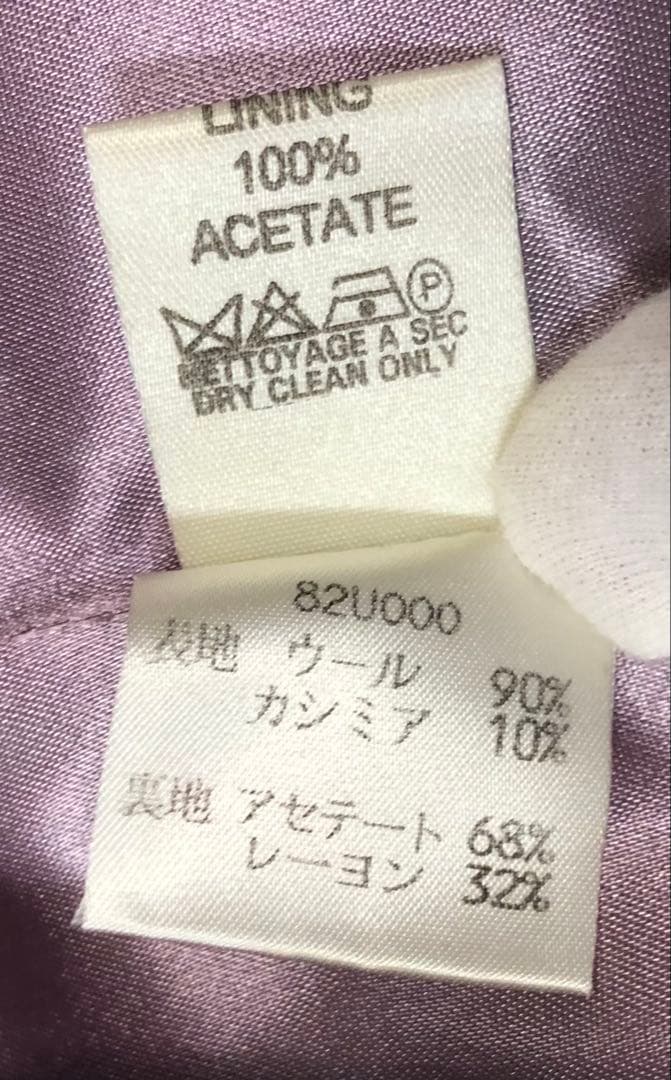 LINING
100%
ACETATE
P
NETTOYAGE A SEC
DRY CLEAN ONLY
82U000
表地 ウール 90%
カシミア 10%
裏地 アセテート 68%
レーヨン 32%